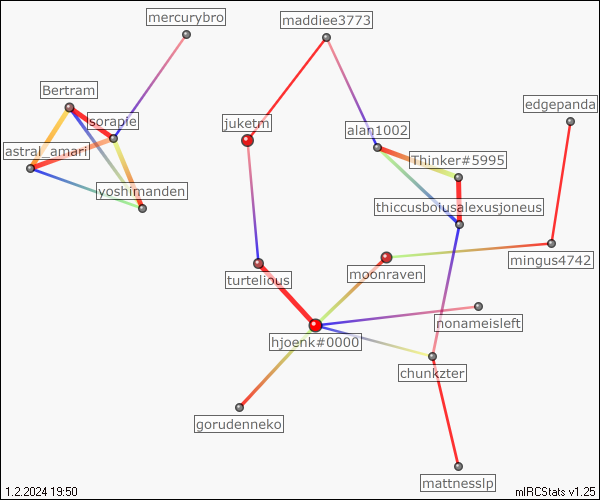 mercurybro
maddiee3773
Bertram
edgepanda
sorapie
juketm
alan1002
astral_amari
Thinker#5995
yoshimanden
thiccusboiusalexusjoneus
mingus4742
turtelious
moonraven
nonameisleft
hjoenk#0000
chunkzter
gorudenneko
mattnesslp
1.2.2024 19:50
mIRCStats v1.25